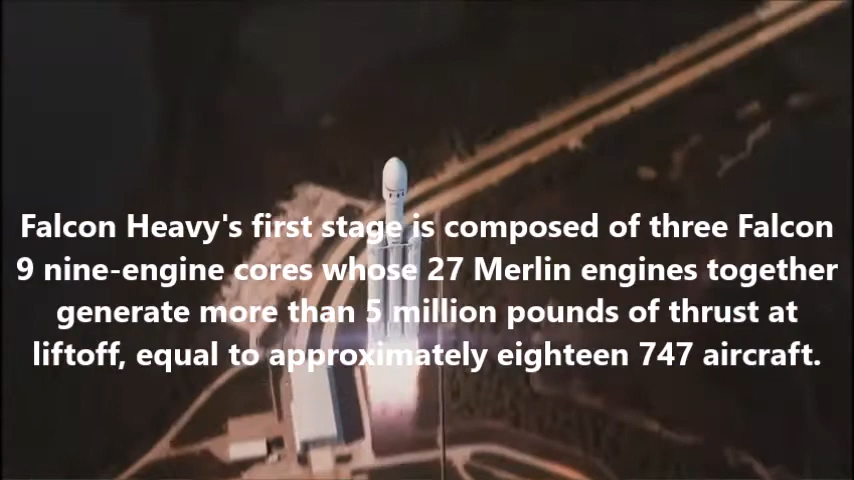 Falcon Heavy's first stage is composed of three Falcon
9 nine-engine cores whose 27 Merlin engines together
generate more than 5 million pounds of thrust at
liftoff, equal to approximately eighteen 747 aircraft.